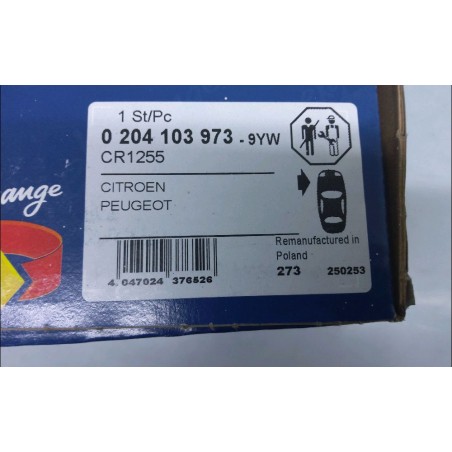 1 St/Pc
0 204 103 973 - 9YW
CR1255
CITROEN
PEUGEOT
ange
Remanufactured in
Poland
273 250253
4 047024 376526